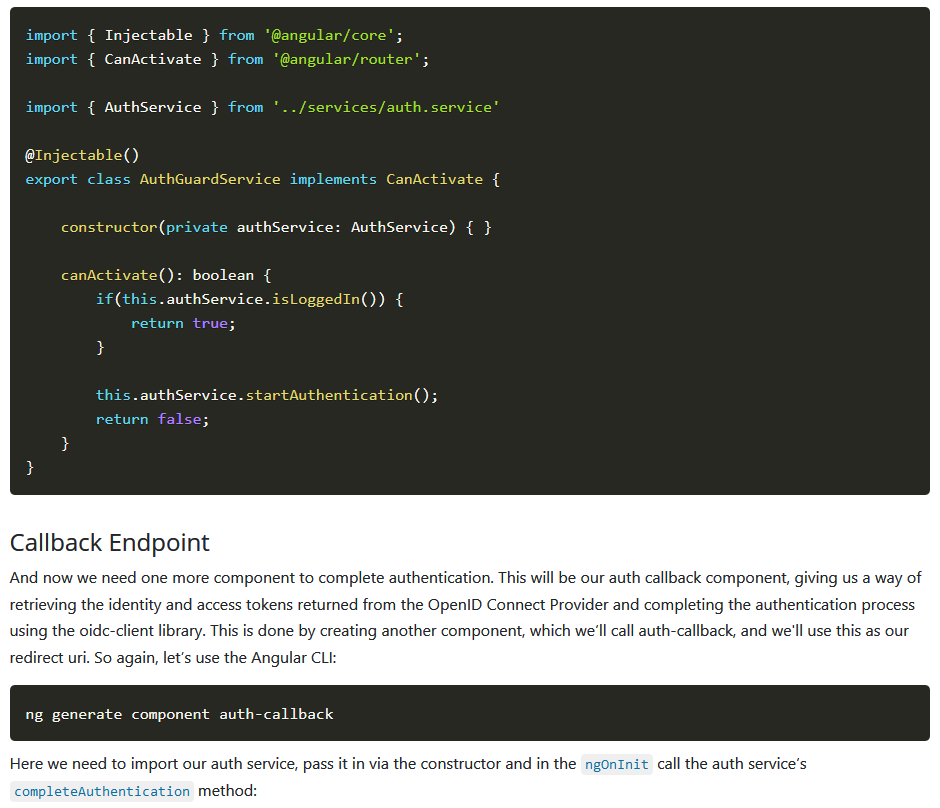 import { Injectable } from '@angular/core';
import { CanActivate } from '@angular/router';
import { AuthService } from '../services/auth.service'
@Injectable()
export class AuthGuardService implements CanActivate {
constructor(private authService: AuthService) { }
canActivate(): boolean {
if(this.authService.isLoggedIn()) {
return true;
}
this.authService.startAuthentication();
return false;
}
}
Callback Endpoint
And now we need one more component to complete authentication. This will be our auth callback component, giving us a way of
retrieving the identity and access tokens returned from the OpenID Connect Provider and completing the authentication process
using the oidc-client library. This is done by creating another component, which we’ll call auth-callback, and we'll use this as our
redirect uri. So again, let’s use the Angular CLI:
ng generate component auth-callback
Here we need to import our auth service, pass it in via the constructor and in the ngOnInit call the auth service’s
completeAuthentication method: